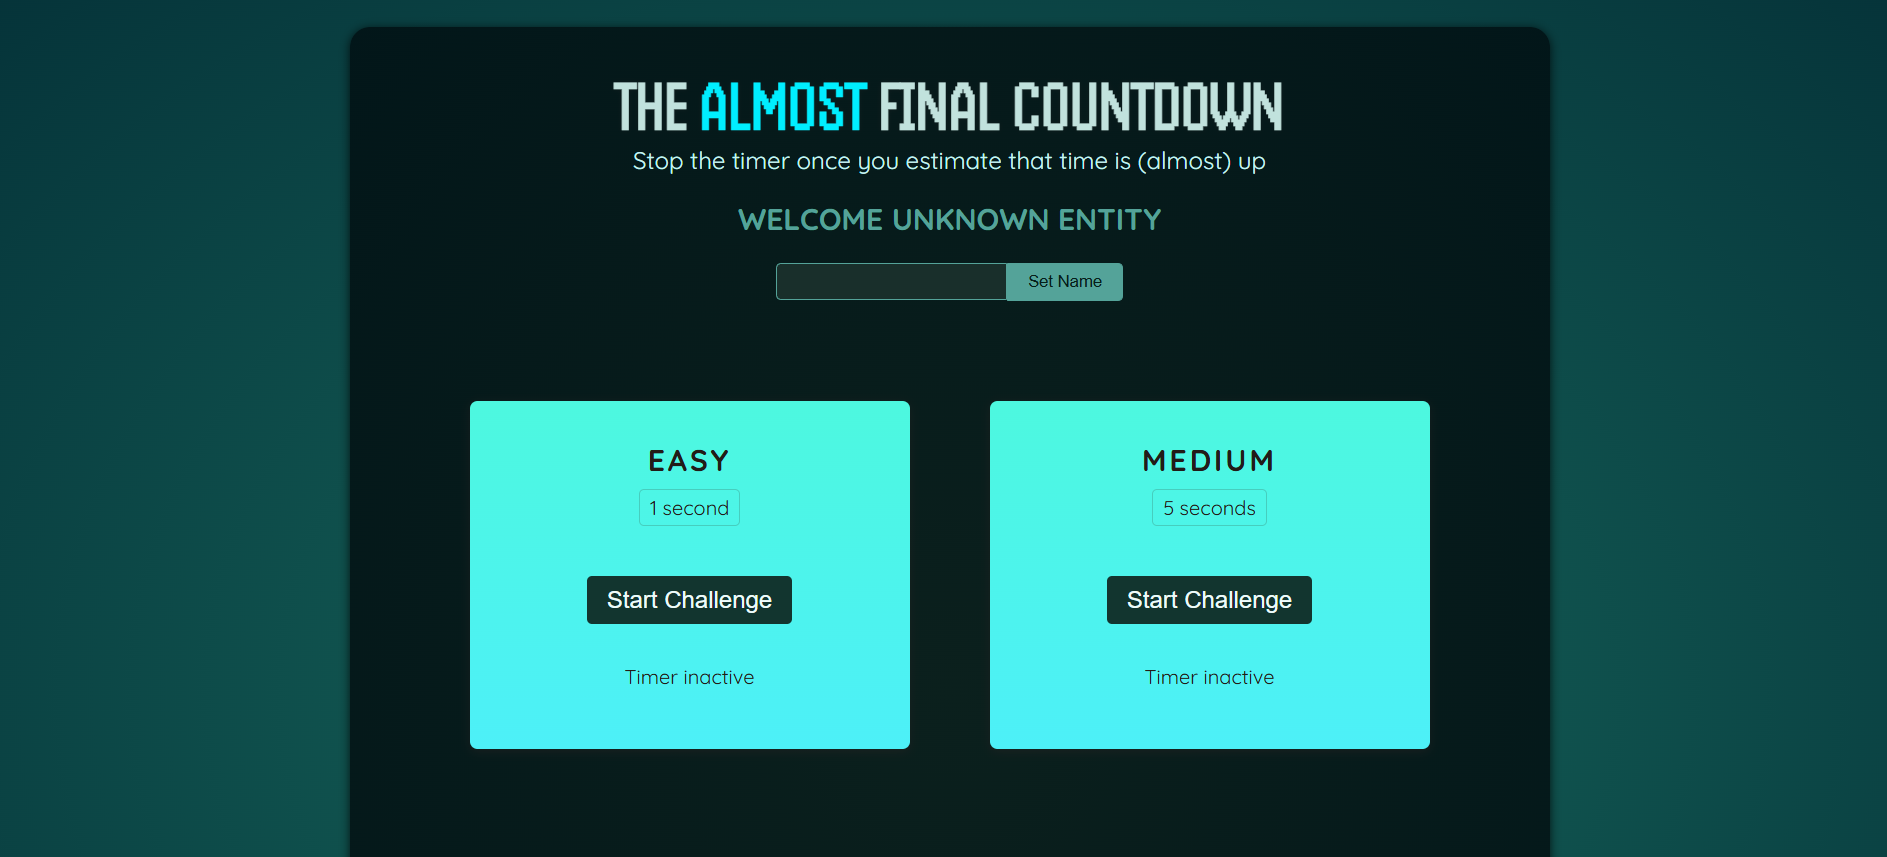 THE ALMOST FINAL COUNTDOWN
Stop the timer once you estimate that time is (almost) up
WELCOME UNKNOWN ENTITY
Set Name
EASY
1 second
Start Challenge
Timer inactive
MEDIUM
5 seconds
Start Challenge
Timer inactive